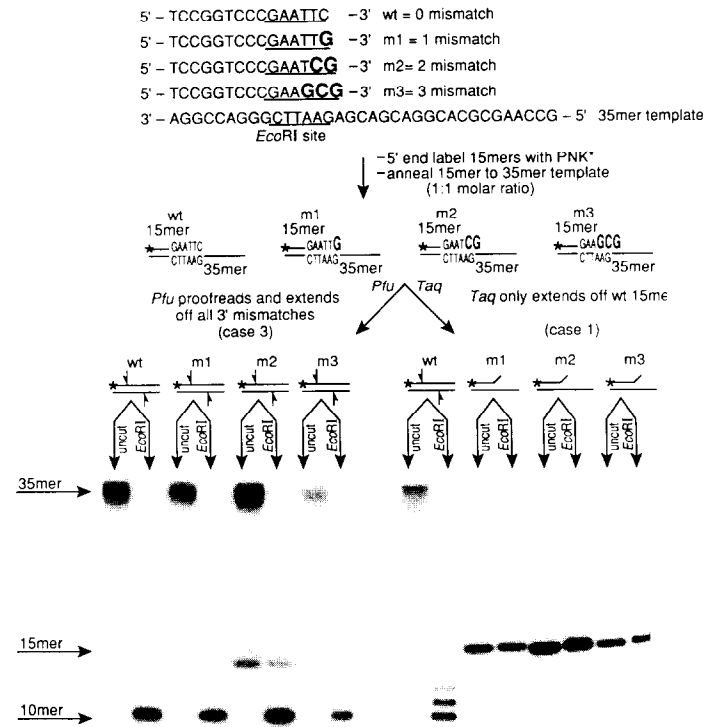 5' – TCCGGTCCCGAATTC –3' wt = 0 mismatch
5' – TCCGGTCCCGAATTG –3' m1 = 1 mismatch
5' – TCCGGTCCCGAATCG –3' m2= 2 mismatch
5' – TCCGGTCCCGAAGCG –3' m3= 3 mismatch
3' – AGGCCAGGGCTTAAGAGCAGCAGGCACGCGAACCG – 5' 35mer template
EcoRI site
–5' end label 15mers with PNK*
–anneal 15mer to 35mer template
(1:1 molar ratio)
wt m1 m2 m3
15mer 15mer 15mer 15mer
* GAATTC * GAATTG * GAATCG * GAAGCG
CTTAAG CTTAAG CTTAAG CTTAAG
35mer 35mer 35mer 35mer
Pfu proofreads and extends Pfu Taq Taq only extends off wt 15me
off all 3' mismatches
(case 3) (case 1)
wt m1 m2 m3 wt m1 m2 m3
* * * * * * * *
uncut EcoRI uncut EcoRI uncut EcoRI uncut EcoRI uncut EcoRI uncut EcoRI uncut EcoRI uncut EcoRI
35mer
15mer
10mer